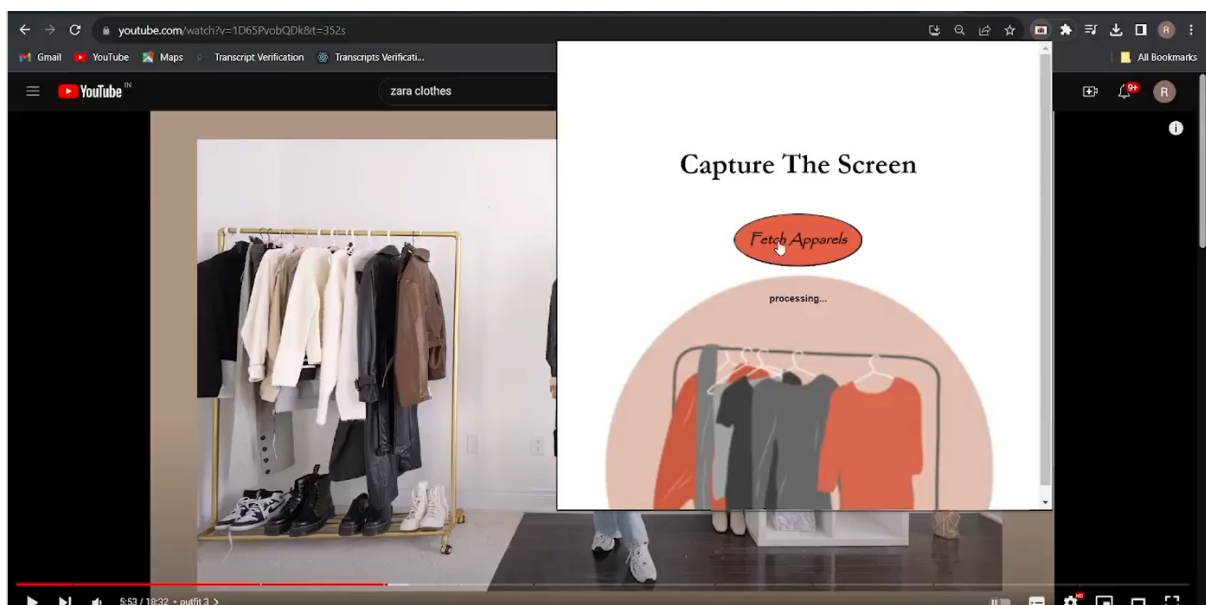 youtube.com/watch?v=1D65PvobQDk&t=352s
R
Gmail YouTube Maps Transcript Verification Transcripts Verificati...
All Bookmarks
YouTube IN
zara clothes
9+
R
Capture The Screen
Fetch Apparels
processing...
5:53 / 18:32 • outfit 3 >
HD